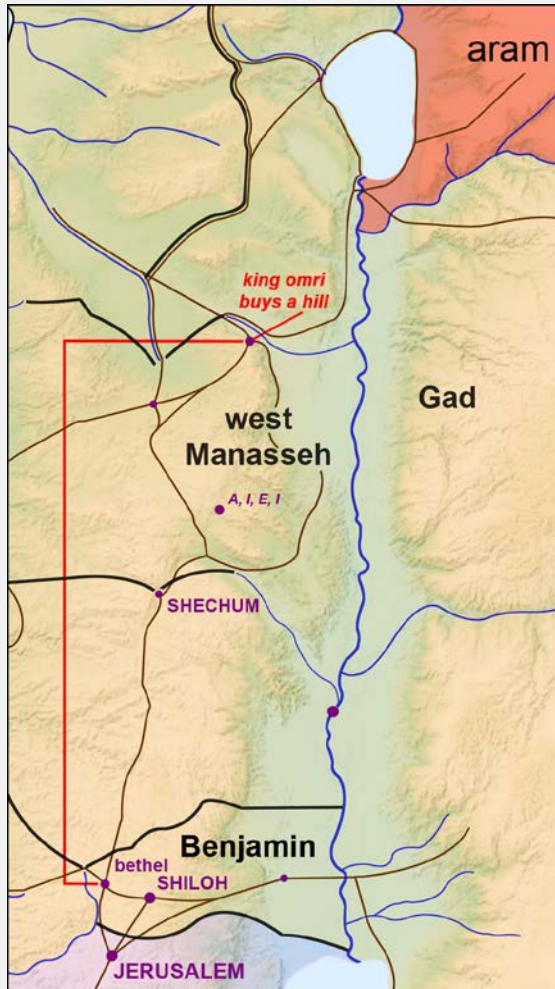 aram
king omri
buys a hill
Gad
west
Manasseh
A, I, E, I
SHECHUM
Benjamin
bethel
SHILOH
JERUSALEM